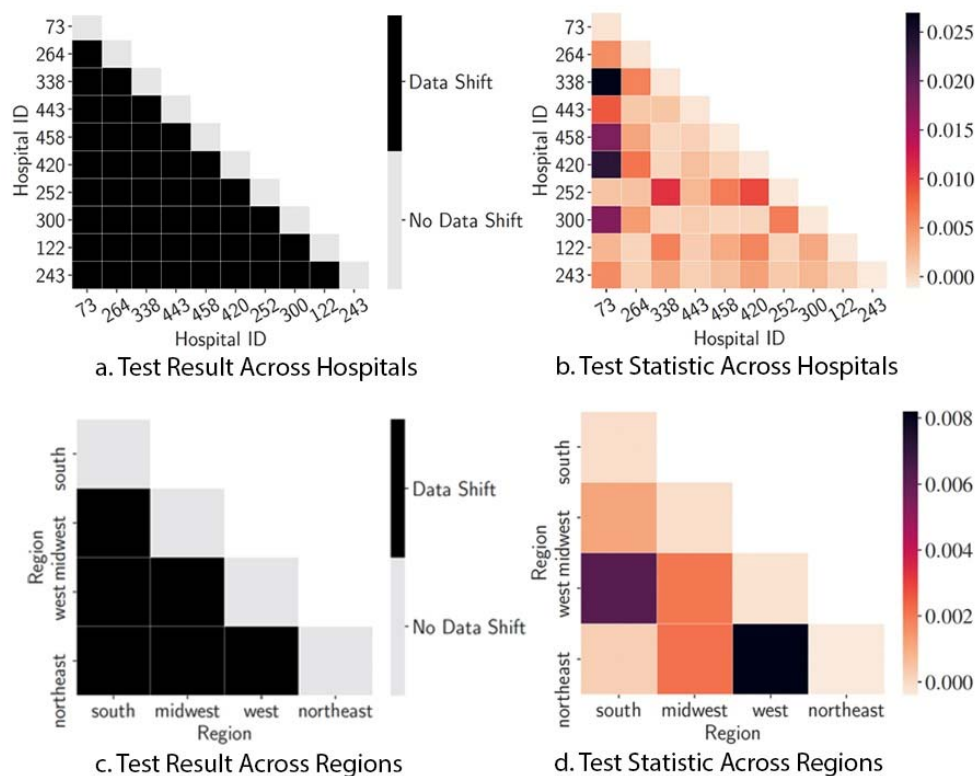 73
264
338
443
458
420
252
300
122
243
Hospital ID
73 264 338 443 458 420 252 300 122 243
Hospital ID
Data Shift
No Data Shift
a. Test Result Across Hospitals
73
264
338
443
458
420
252
300
122
243
Hospital ID
73 264 338 443 458 420 252 300 122 243
Hospital ID
0.025
0.020
0.015
0.010
0.005
0.000
b. Test Statistic Across Hospitals
south
midwest
west
northeast
Region
south midwest west northeast
Region
Data Shift
No Data Shift
c. Test Result Across Regions
south
midwest
west
northeast
Region
south midwest west northeast
Region
0.008
0.006
0.004
0.002
0.000
d. Test Statistic Across Regions